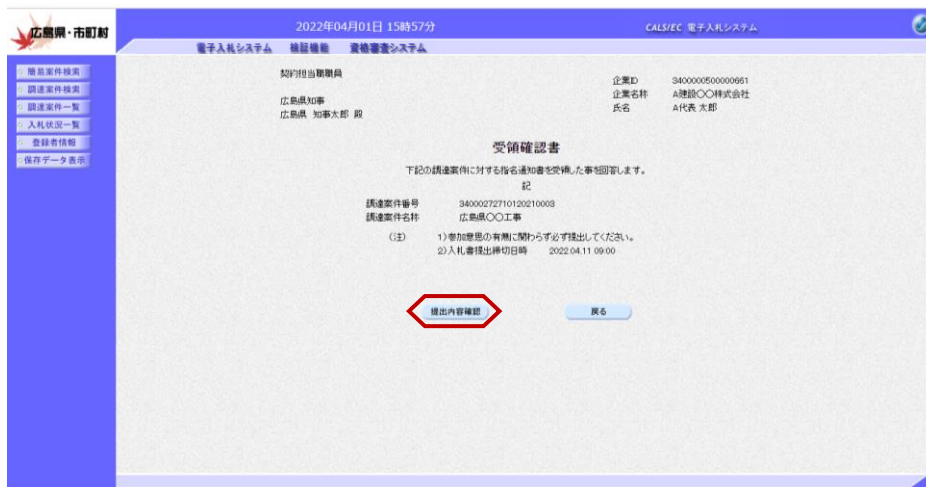 広島県・市町村
2022年04月01日 15時57分
CALS/EC 電子入札システム
電子入札システム 検証機能 資格審査システム
簡易案件検索
調達案件検索
調達案件一覧
入札状況一覧
登録者情報
保存データ表示
契約担当職職員
広島県知事
広島県 知事太郎 殿
企業ID 3400000500000661
企業名称 A建設〇〇株式会社
氏名 A代表 太郎
受領確認書
下記の調達案件に対する指名通知書を受領した事を回答します。
記
調達案件番号 34000272710120210003
調達案件名称 広島県〇〇工事
(注) 1)参加意思の有無に関わらず必ず提出してください。
2)入札書提出締切日時 2022.04.11 09:00
提出内容確認 戻る